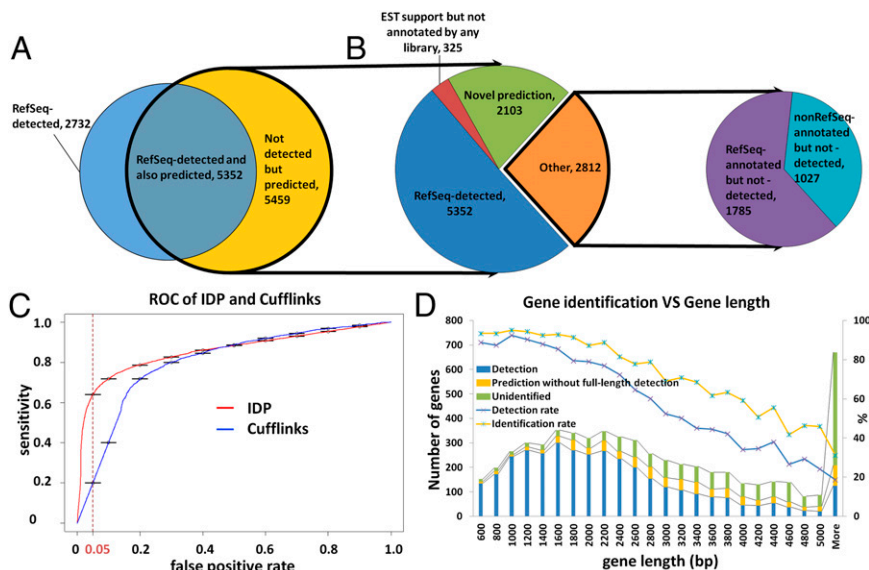 A
RefSeq-
detected, 2732
RefSeq-detected and
also predicted, 5352
Not
detected
but
predicted,
5459
B
EST support but not
annotated by any
library, 325
Novel prediction,
2103
Other, 2812
RefSeq-detected,
5352
RefSeq-
annotated
but not -
detected,
1785
nonRefSeq-
annotated
but not -
detected,
1027
C
ROC of IDP and Cufflinks
sensitivity
1.0
0.8
0.6
0.4
0.2
0
IDP
Cufflinks
0 0.05 0.2 0.4 0.6 0.8 1.0
false positive rate
D
Gene identification VS Gene length
Number of genes
800
700
600
500
400
300
200
100
0
Detection
Prediction without full-length detection
Unidentified
Detection rate
Identification rate
100
80
60
40
20
0
%
600 800 1000 1200 1400 1600 1800 2000 2200 2400 2600 2800 3000 3200 3400 3600 3800 4000 4200 4400 4600 4800 5000 More
gene length (bp)